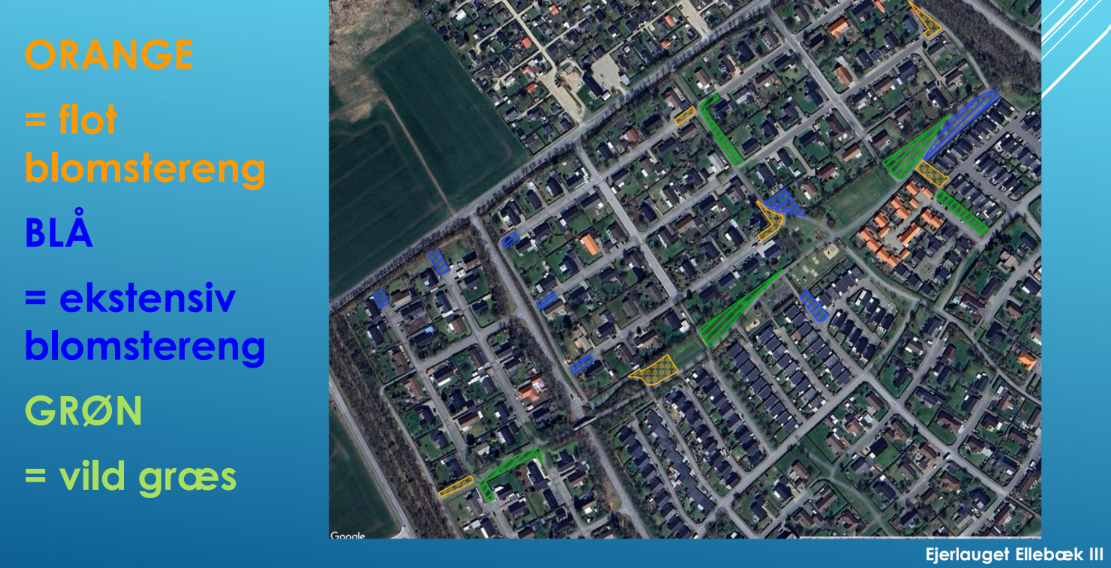 ORANGE
= flot
blomstereng
BLÅ
= ekstensiv
blomstereng
GRØN
= vild græs
Google
Ejerlauget Ellebæk III